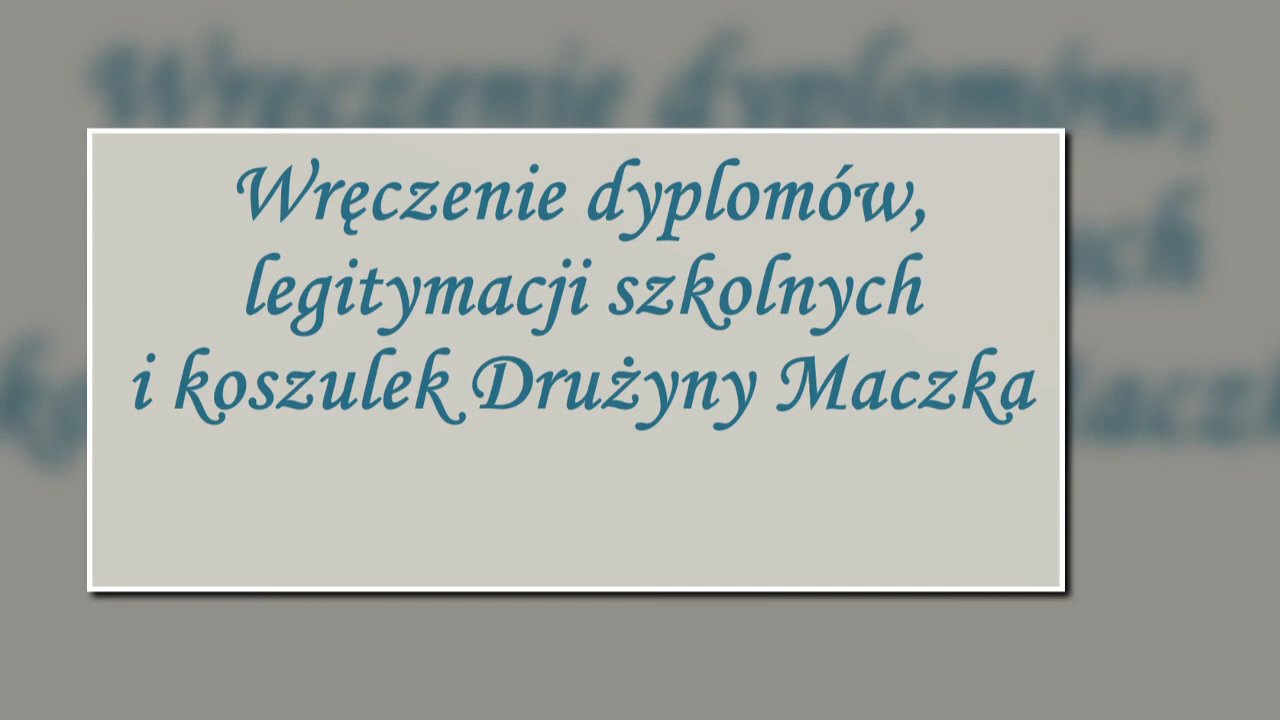 Wręczenie dyplomów,
legitymacji szkolnych
i koszulek Drużyny Maczka